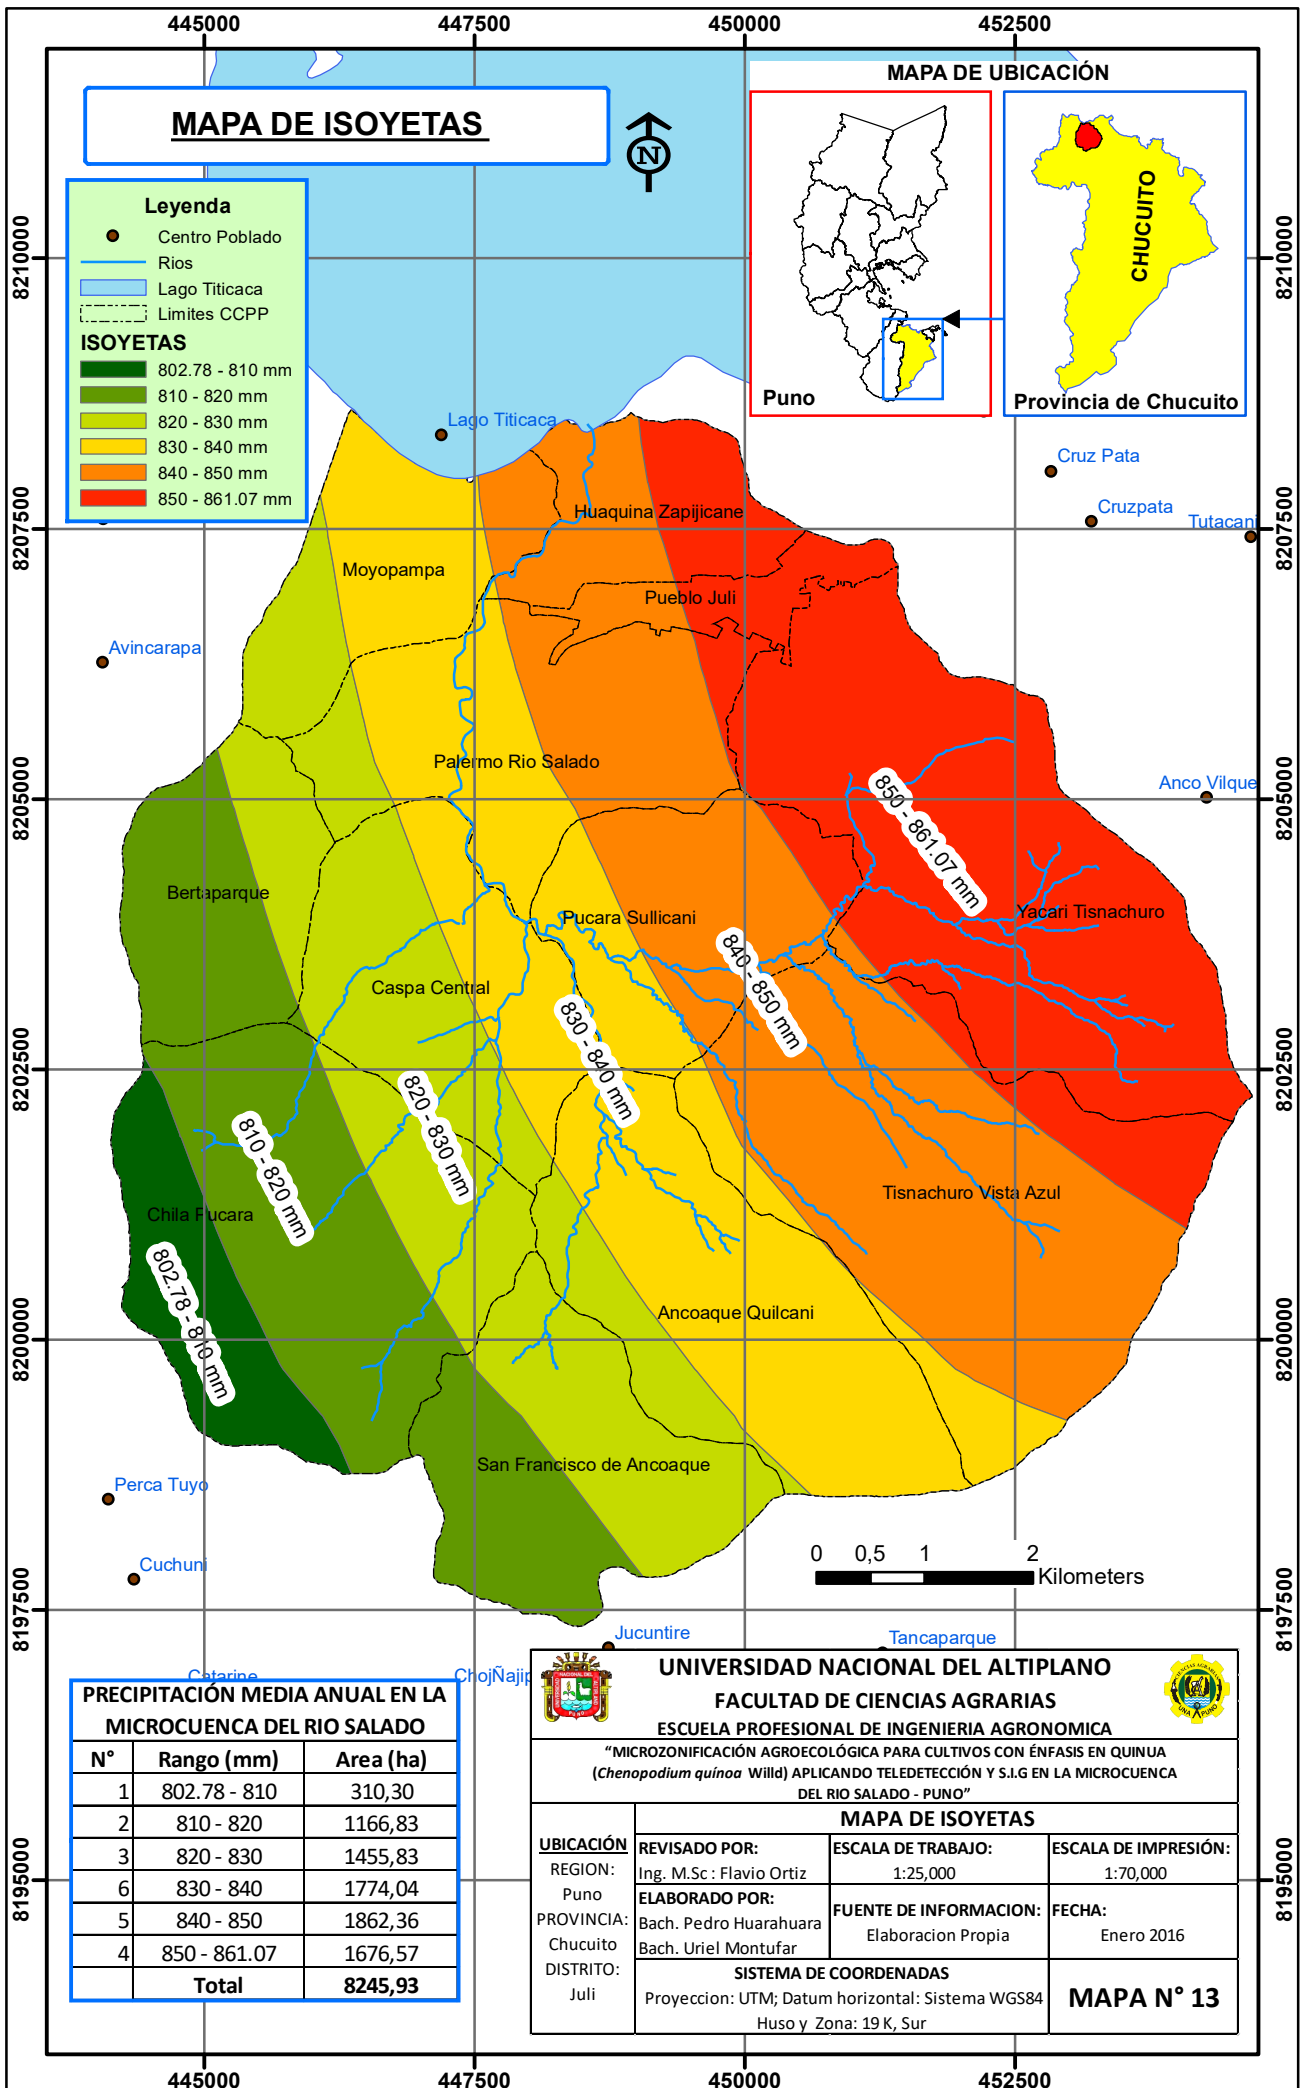 445000 447500 450000 452500
MAPA DE ISOYETAS
N
MAPA DE UBICACIÓN
CHUCUITO
Puno
Provincia de Chucuito
Leyenda
Centro Poblado
Rios
Lago Titicaca
Limites CCPP
ISOYETAS
802.78 - 810 mm
810 - 820 mm
820 - 830 mm
830 - 840 mm
840 - 850 mm
850 - 861.07 mm
8210000 8210000
Lago Titicaca
Cruz Pata
Cruzpata
Tutacani
8207500 8207500
Huaquina Zapijicane
Moyopampa
Pueblo Juli
Avincarapa
Palermo Rio Salado
Anco Vilque
8205000 8205000
850 - 861.07 mm
Bertaparque
Pucara Sullicani
Yacari Tisnachuro
Caspa Central
840 - 850 mm
830 - 840 mm
8202500 8202500
820 - 830 mm
810 - 820 mm
Tisnachuro Vista Azul
Chila Pucara
802.78 - 810 mm
Ancoaque Quilcani
8200000 8200000
San Francisco de Ancoaque
Perca Tuyo
Cuchuni
0 0,5 1 2
Kilometers
8197500 8197500
Jucuntire
Tancaparque
Catarine
ChojÑajip
PRECIPITACIÓN MEDIA ANUAL EN LA
MICROCUENCA DEL RIO SALADO
N° Rango (mm) Area (ha)
1 802.78 - 810 310,30
2 810 - 820 1166,83
3 820 - 830 1455,83
6 830 - 840 1774,04
5 840 - 850 1862,36
4 850 - 861.07 1676,57
Total 8245,93
UNIVERSIDAD NACIONAL DEL ALTIPLANO
FACULTAD DE CIENCIAS AGRARIAS
ESCUELA PROFESIONAL DE INGENIERIA AGRONOMICA
“MICROZONIFICACIÓN AGROECOLÓGICA PARA CULTIVOS CON ÉNFASIS EN QUINUA
(Chenopodium quínoa Willd) APLICANDO TELEDETECCIÓN Y S.I.G EN LA MICROCUENCA
DEL RIO SALADO - PUNO”
MAPA DE ISOYETAS
UBICACIÓN
REGION:
Puno
PROVINCIA:
Chucuito
DISTRITO:
Juli
REVISADO POR:
Ing. M.Sc : Flavio Ortiz
ESCALA DE TRABAJO:
1:25,000
ESCALA DE IMPRESIÓN:
1:70,000
ELABORADO POR:
Bach. Pedro Huarahuara
Bach. Uriel Montufar
FUENTE DE INFORMACION:
Elaboracion Propia
FECHA:
Enero 2016
SISTEMA DE COORDENADAS
Proyeccion: UTM; Datum horizontal: Sistema WGS84
Huso y Zona: 19 K, Sur
MAPA N° 13
8195000 8195000
445000 447500 450000 452500